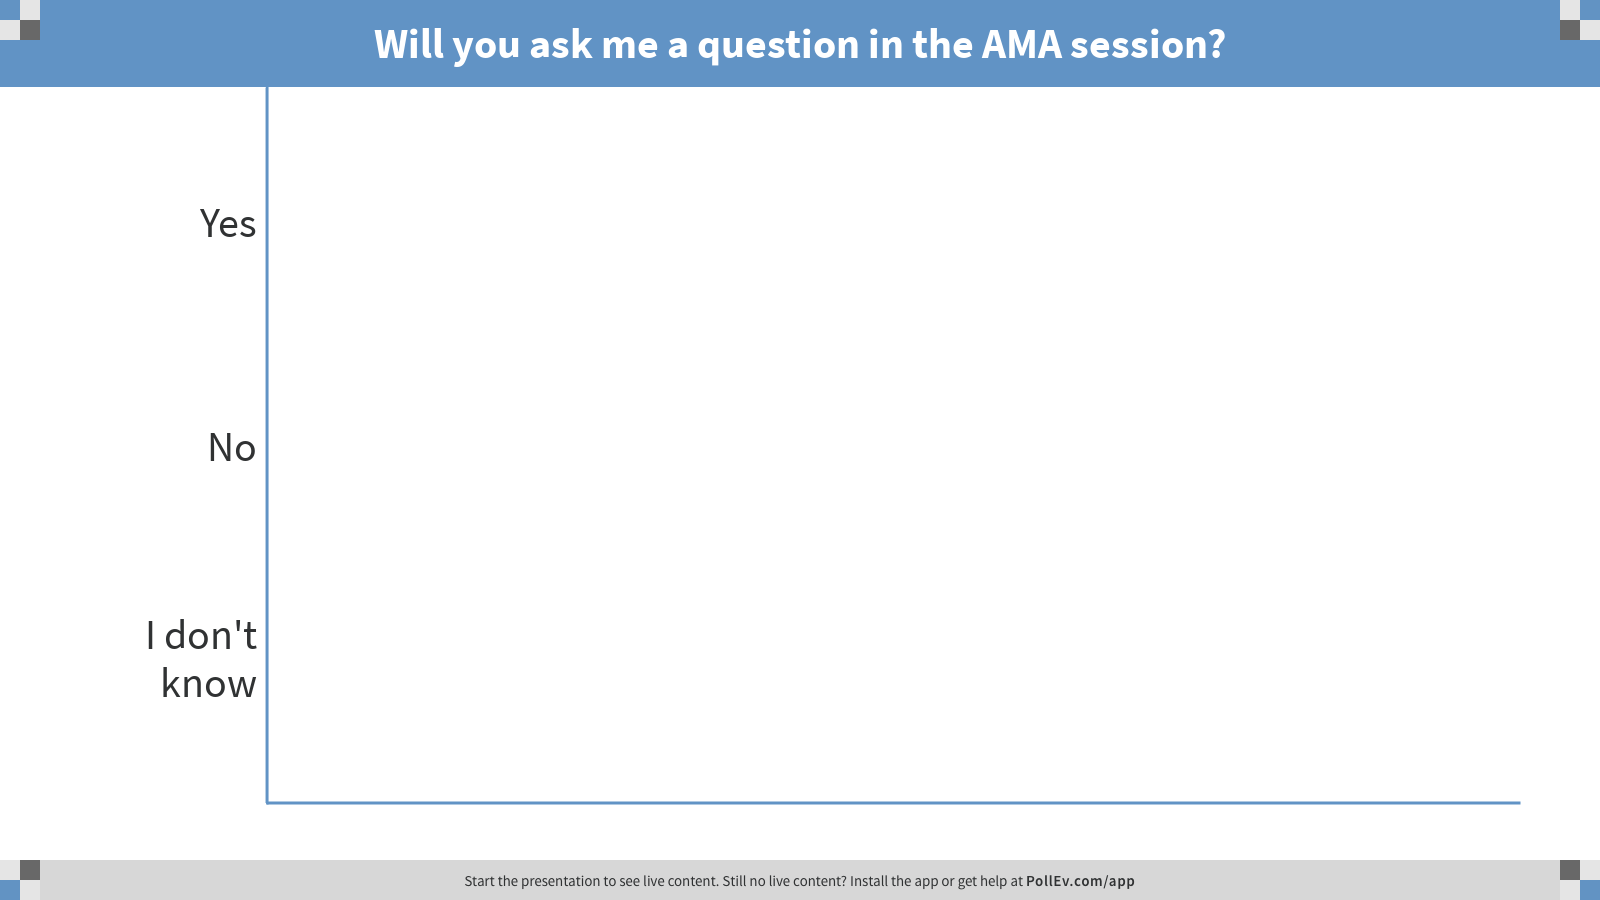 Will you ask me a question in the AMA session?
Yes
No
I don't
know
Start the presentation to see live content. Still no live content? Install the app or get help at PollEv.com/app